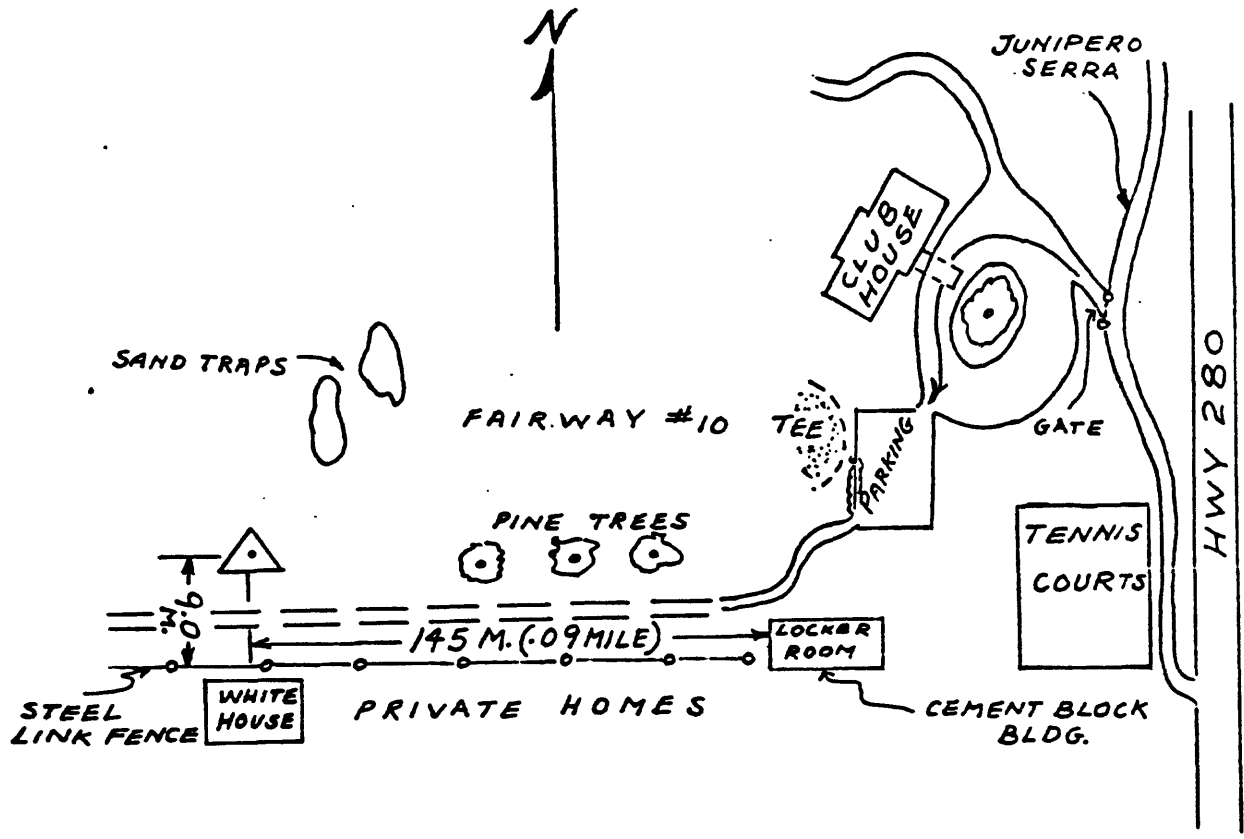 N
JUNIPERO
SERRA
CLUB
HOUSE
SAND TRAPS
FAIRWAY #10
TEE
PARKING
GATE
HWY 280
PINE TREES
TENNIS
COURTS
9.0
M.
145 M. (.09 MILE)
LOCKER
ROOM
STEEL
LINK FENCE
WHITE
HOUSE
PRIVATE HOMES
CEMENT BLOCK
BLDG.